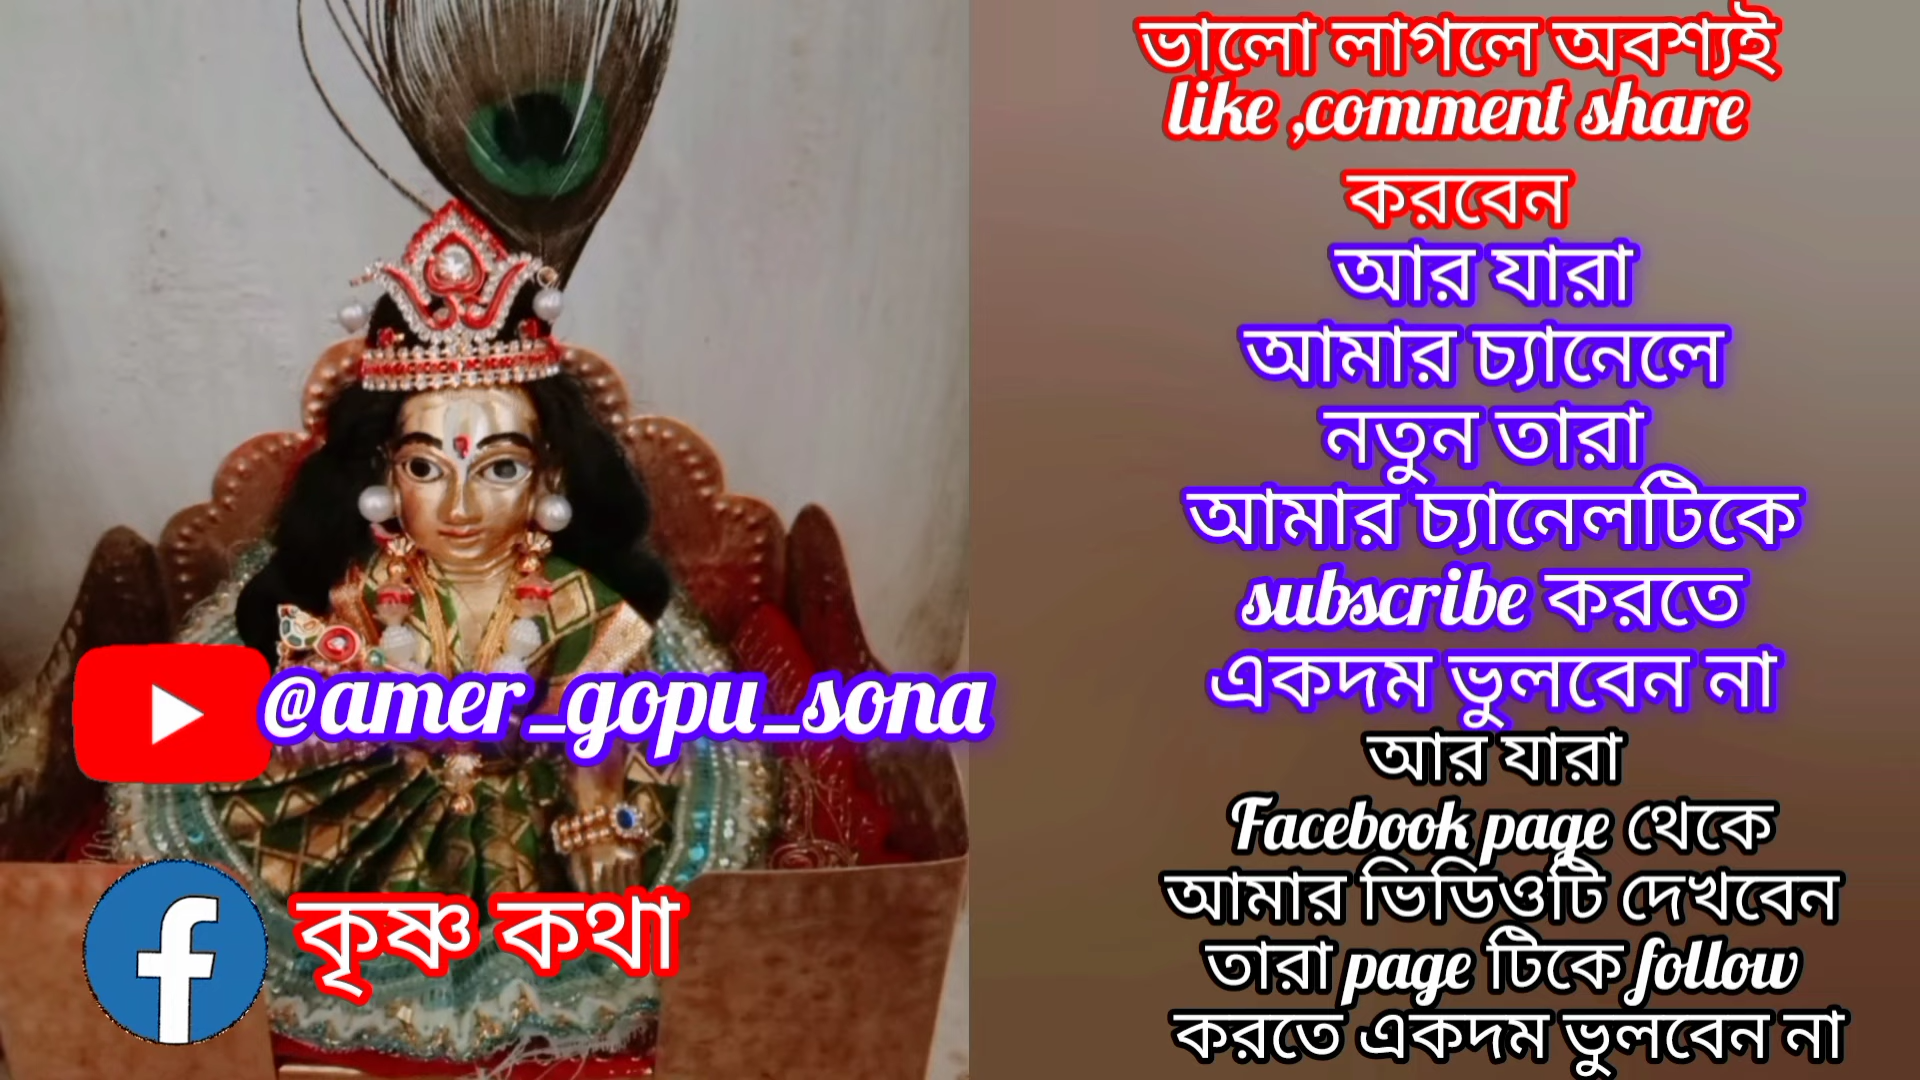 ভালো লাগলে অবশ্যই
like ,comment share
করবেন
আর যারা
আমার চ্যানেলে
নতুন তারা
আমার চ্যানেলটিকে
subscribe করতে
একদম ভুলবেন না
আর যারা
Facebook page থেকে
আমার ভিডিওটি দেখবেন
তারা page টিকে follow
করতে একদম ভুলবেন না
@amer_gopu_sona
f কৃষ্ণ কথা